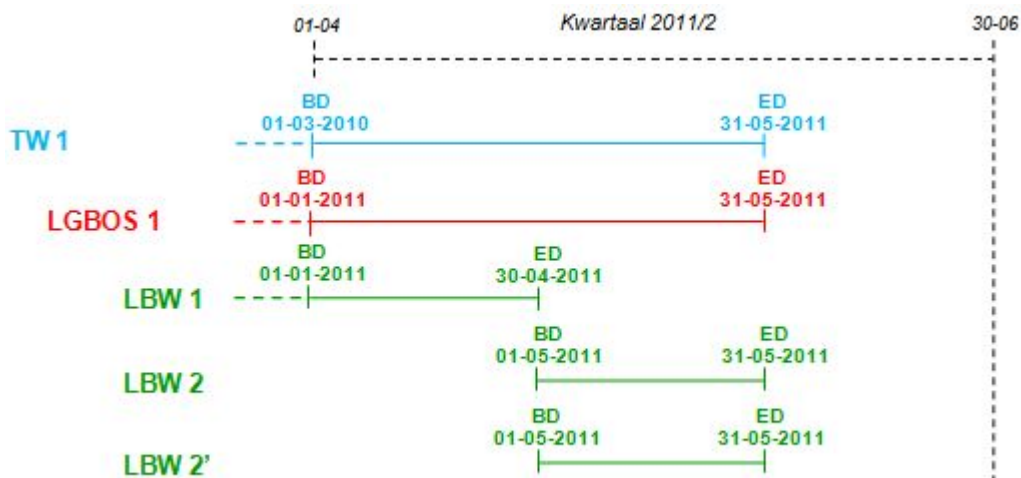 01-04 Kwartaal 2011/2 30-06
BD ED
01-03-2010 31-05-2011
TW 1
BD ED
01-01-2011 31-05-2011
LGBOS 1
BD ED
01-01-2011 30-04-2011
LBW 1
BD ED
01-05-2011 31-05-2011
LBW 2
BD ED
01-05-2011 31-05-2011
LBW 2'